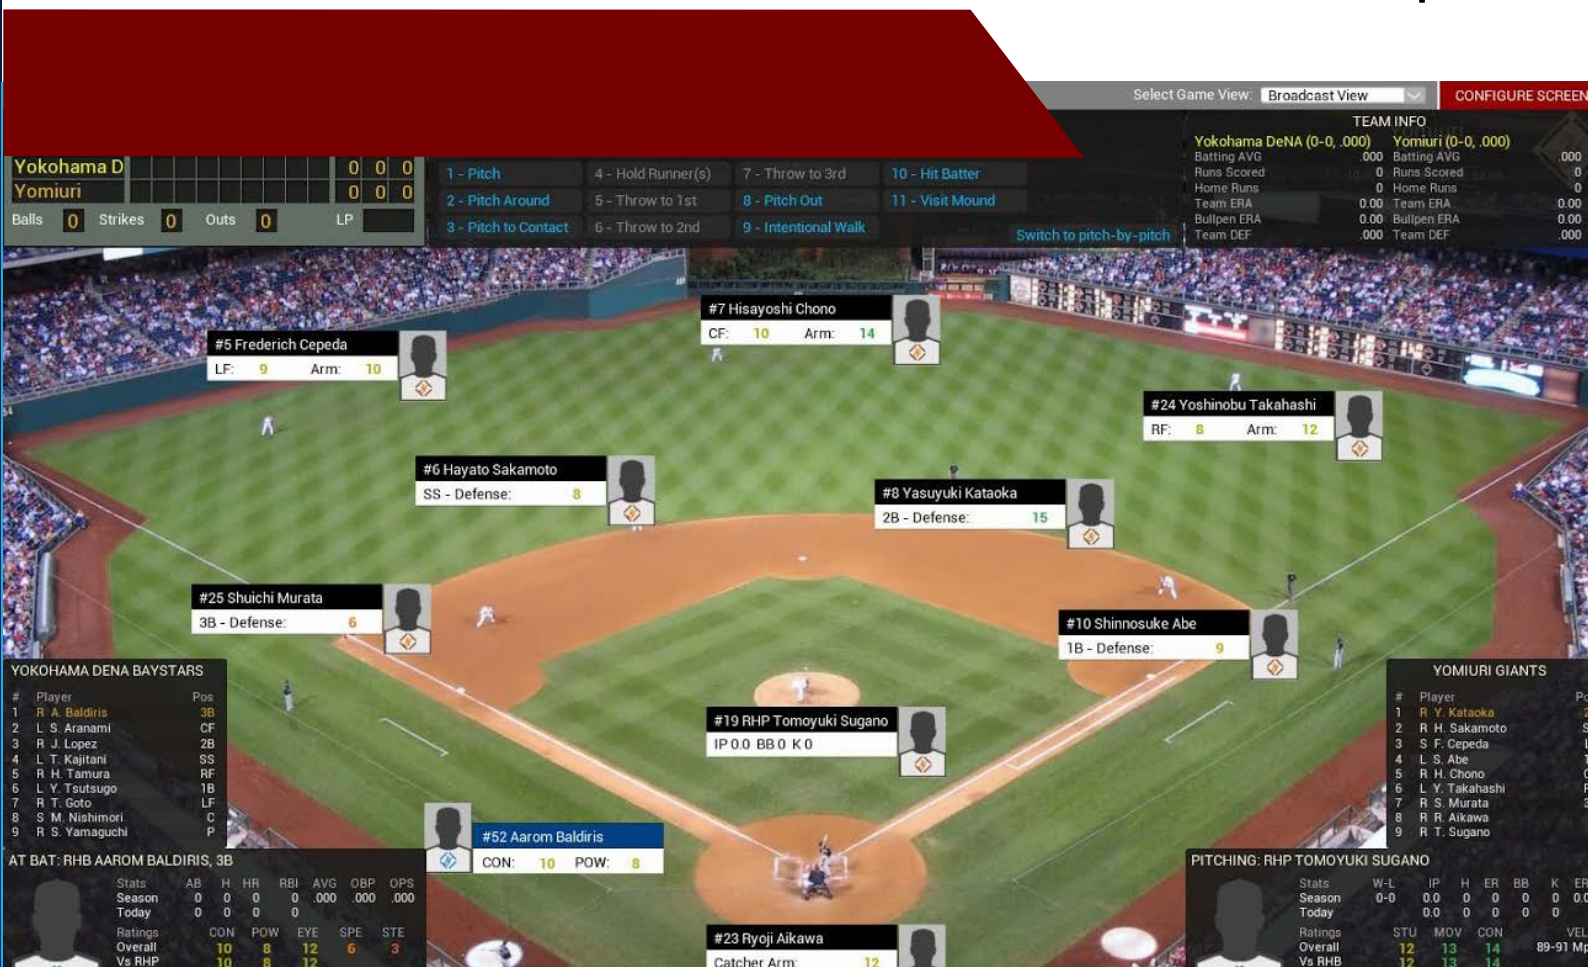 Select Game View: Broadcast View
CONFIGURE SCREEN
TEAM INFO
Yokohama DeNA (0-0, .000) Yomiuri (0-0, .000)
Batting AVG .000 Batting AVG .000
Runs Scored 0 Runs Scored 0
Home Runs 0 Home Runs 0
Team ERA 0.00 Team ERA 0.00
Bullpen ERA 0.00 Bullpen ERA 0.00
Team DEF .000 Team DEF .000
Yokohama D 0 0 0
Yomiuri 0 0 0
Balls 0 Strikes 0 Outs 0 LP
1 - Pitch 4 - Hold Runner(s) 7 - Throw to 3rd 10 - Hit Batter
2 - Pitch Around 5 - Throw to 1st 8 - Pitch Out 11 - Visit Mound
3 - Pitch to Contact 6 - Throw to 2nd 9 - Intentional Walk
Switch to pitch-by-pitch
#7 Hisayoshi Chono
CF: 10 Arm: 14
#5 Frederich Cepeda
LF: 9 Arm: 10
#24 Yoshinobu Takahashi
RF: 8 Arm: 12
#6 Hayato Sakamoto
SS - Defense: 8
#8 Yasuyuki Kataoka
2B - Defense: 15
#25 Shuichi Murata
3B - Defense: 6
#10 Shinnosuke Abe
1B - Defense: 9
#19 RHP Tomoyuki Sugano
IP 0.0 BB 0 K 0
#52 Aarom Baldiris
CON: 10 POW: 8
#23 Ryoji Aikawa
Catcher Arm: 12
YOKOHAMA DENA BAYSTARS
# Player Pos
1 R A. Baldiris 3B
2 L S. Aranami CF
3 R J. Lopez 2B
4 L T. Kajitani SS
5 R H. Tamura RF
6 L Y. Tsutsugo 1B
7 R T. Goto LF
8 S M. Nishimori C
9 R S. Yamaguchi P
AT BAT: RHB AAROM BALDIRIS, 3B
Stats AB H HR RBI AVG OBP OPS
Season 0 0 0 0 .000 .000 .000
Today 0 0 0 0
Ratings CON POW EYE SPE STE
Overall 10 8 12 6 3
Vs RHP 10 8 12
YOMIURI GIANTS
# Player
1 R Y. Kataoka
2 R H. Sakamoto
3 S F. Cepeda
4 L S. Abe
5 R H. Chono
6 L Y. Takahashi
7 R S. Murata
8 R R. Aikawa
9 R T. Sugano
PITCHING: RHP TOMOYUKI SUGANO
Stats W-L IP H ER BB K
Season 0-0 0.0 0 0 0 0
Today 0.0 0 0 0 0
Ratings STU MOV CON VEL
Overall 12 13 14 89-91
Vs RHB 12 13 14